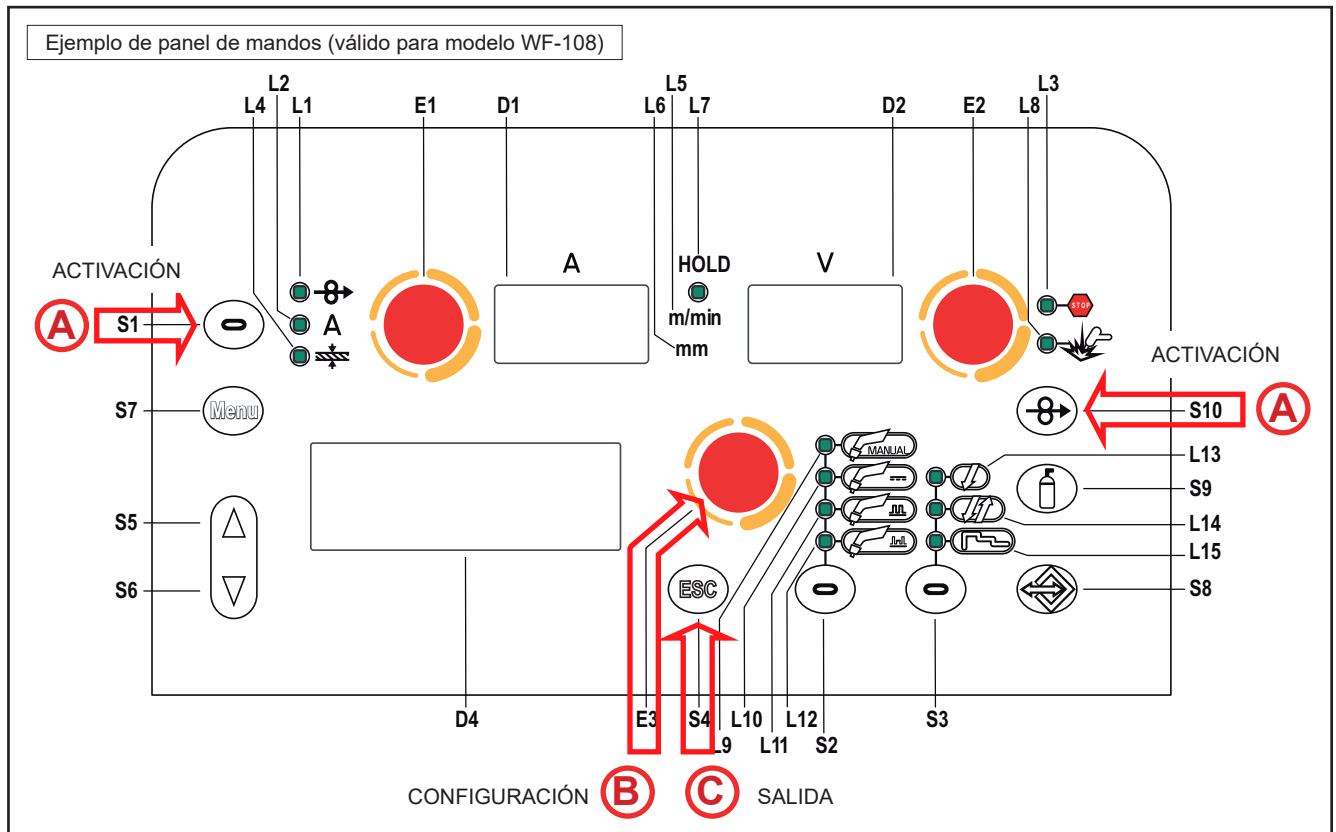 Ejemplo de panel de mandos (válido para modelo WF-108)
L2 L5 L3
L4 L1 E1 D1 L6 L7 D2 E2 L8
ACTIVACIÓN
A S1
A
A
HOLD
m/min
mm
V
STOP
ACTIVACIÓN
S7 Menu
S10 A
MANUAL
L13
S9
L14
L15
S5
S6
ESC
S8
D4 E3 S4 L10 L12 S3
L9 L11 S2
CONFIGURACIÓN B C SALIDA